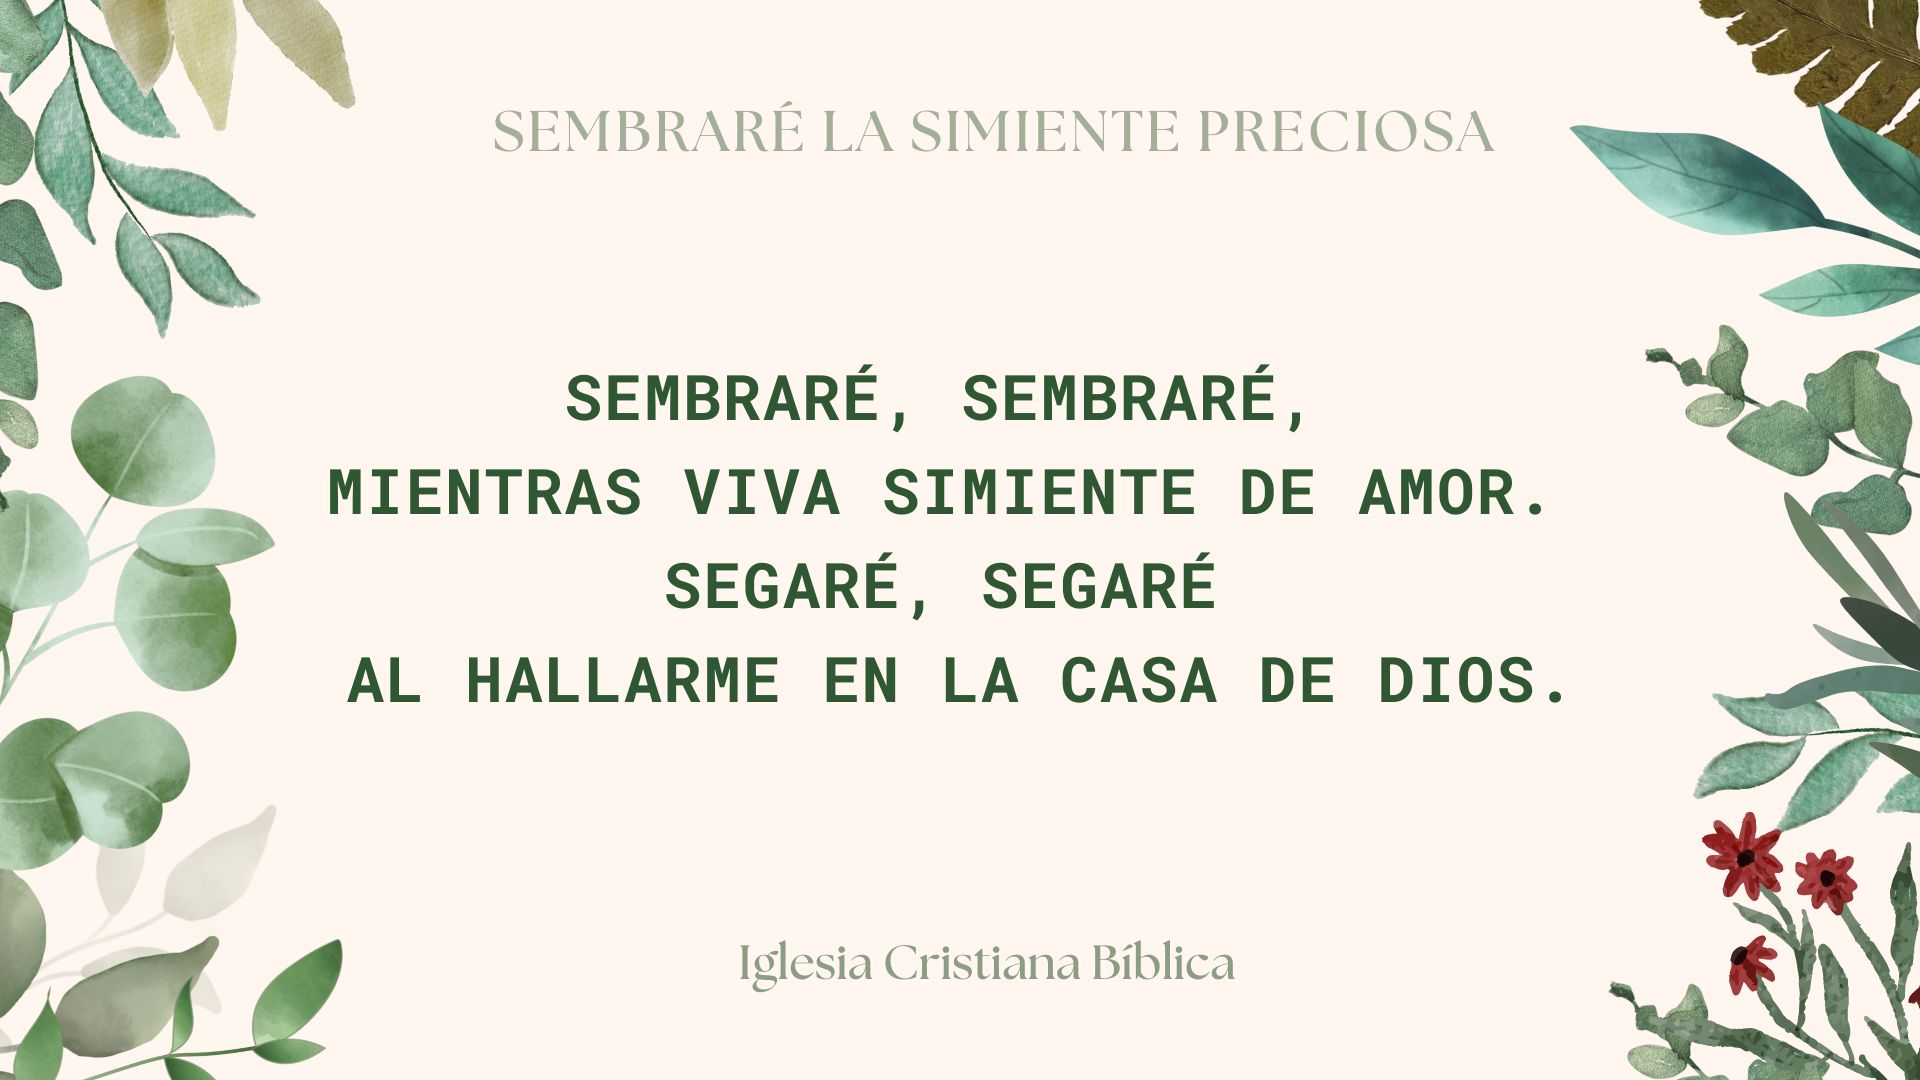 SEMBRARÉ LA SIMIENTE PRECIOSA
SEMBRARÉ, SEMBRARÉ,
MIENTRAS VIVA SIMIENTE DE AMOR.
SEGARÉ, SEGARÉ
AL HALLARME EN LA CASA DE DIOS.
Iglesia Cristiana Bíblica